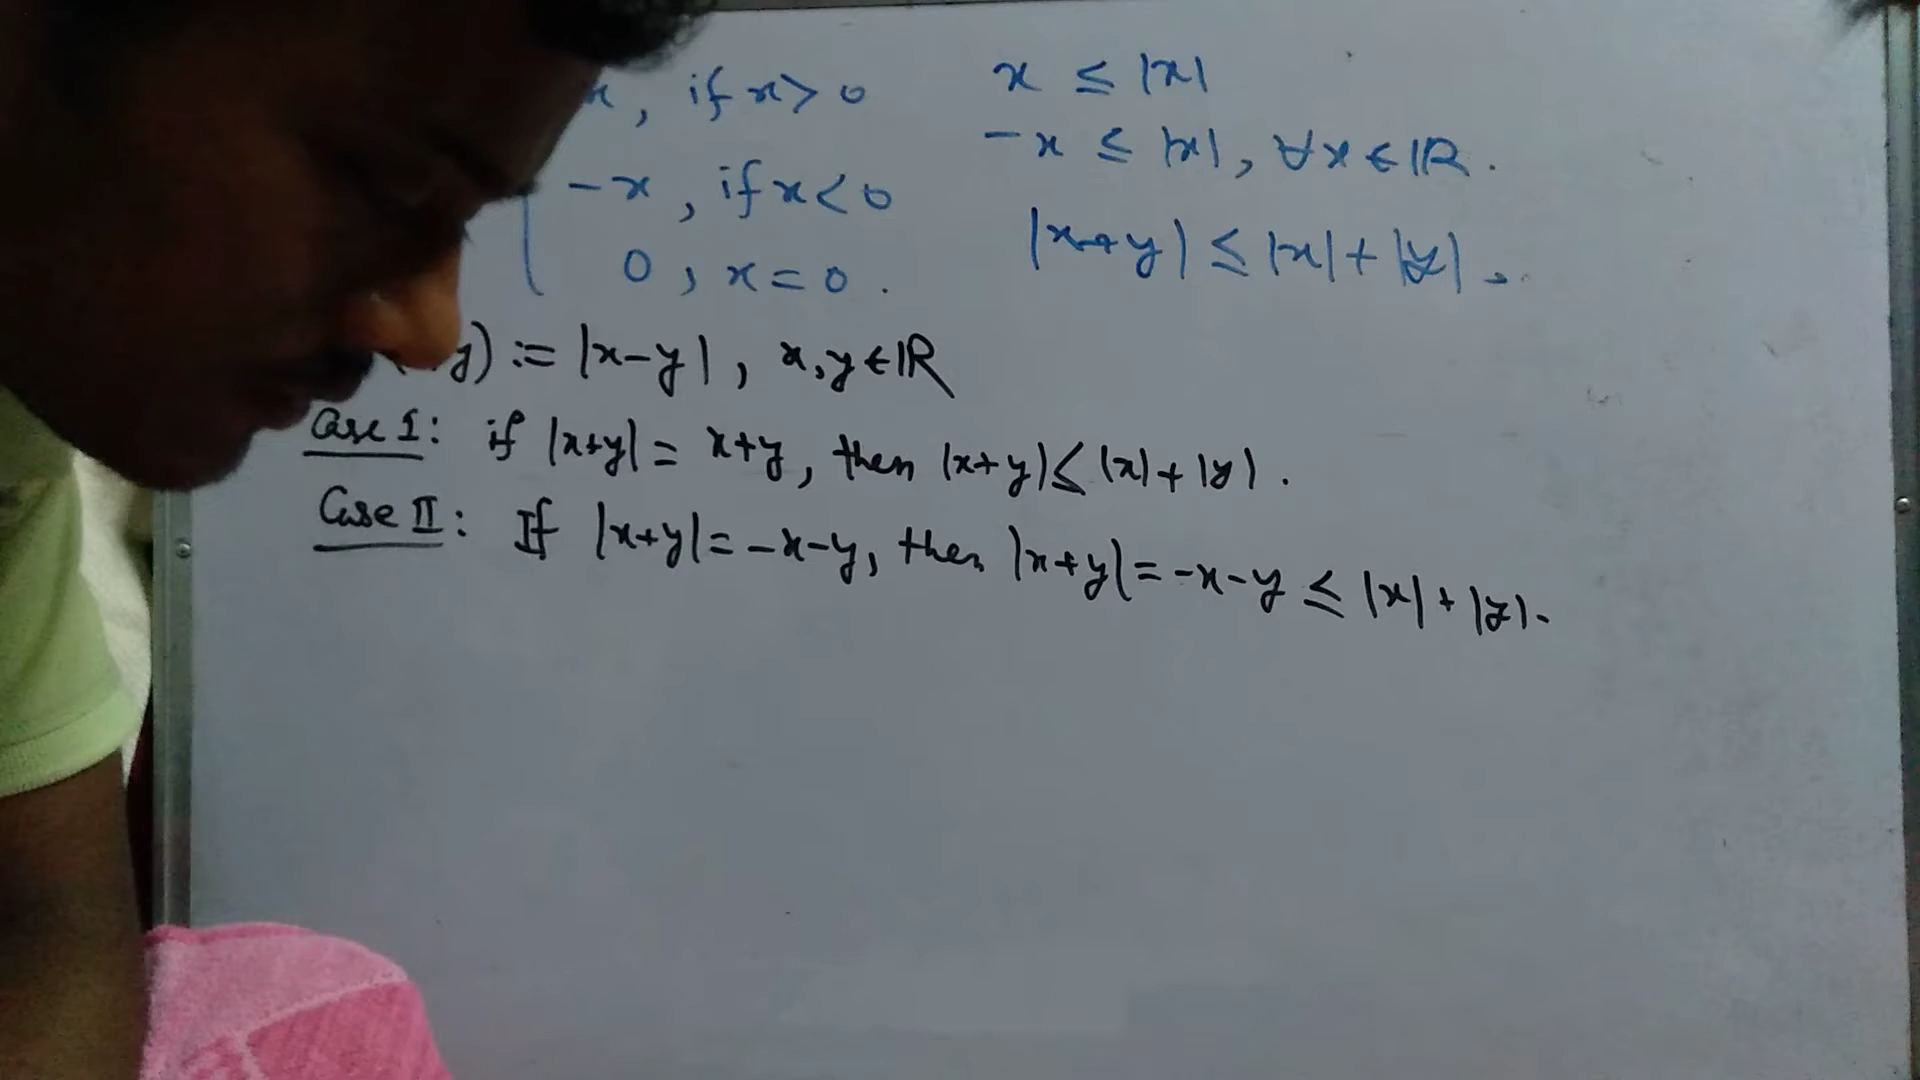 x, if x > 0
-x, if x < 0
0, x = 0.
x ≤ |x|
-x ≤ |x|, ∀x ∈ ℝ.
|x+y| ≤ |x| + |y|.
y) := |x-y|, x, y ∈ ℝ
Case I: if |x+y| = x+y, then |x+y| ≤ |x| + |y|.
Case II: If |x+y| = -x-y, then |x+y| = -x-y ≤ |x| + |y|.